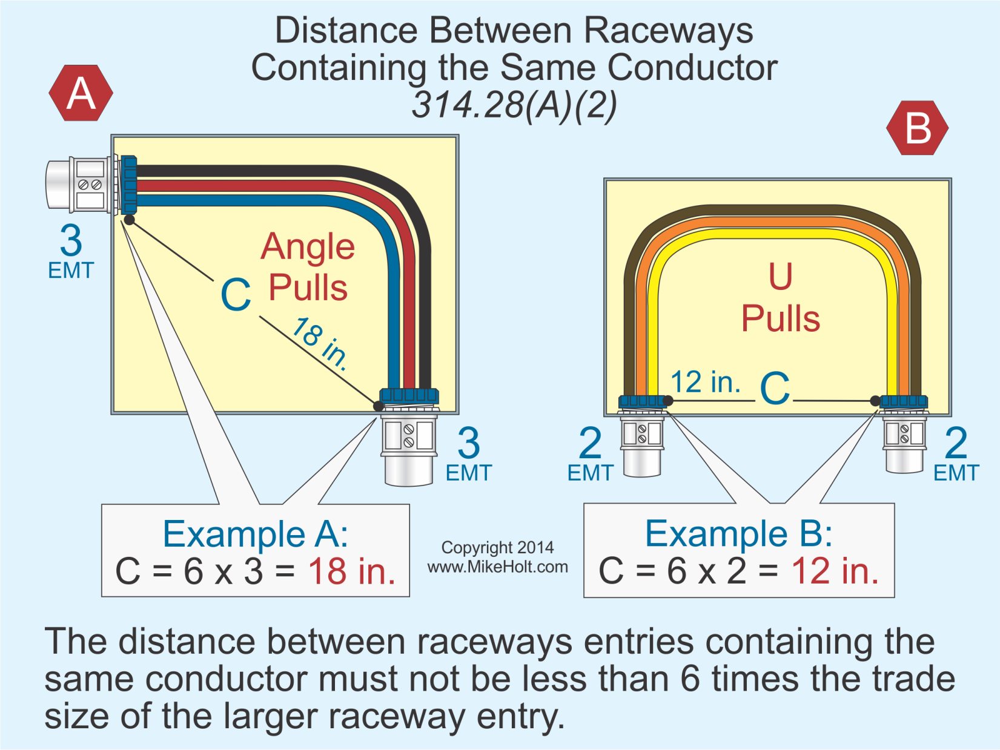 Distance Between Raceways
Containing the Same Conductor
314.28(A)(2)
A
B
3
EMT
Angle
Pulls
C
18 in.
3
EMT
U
Pulls
12 in. C
2
EMT
2
EMT
Example A:
C = 6 x 3 = 18 in.
Copyright 2014
www.MikeHolt.com
Example B:
C = 6 x 2 = 12 in.
The distance between raceways entries containing the
same conductor must not be less than 6 times the trade
size of the larger raceway entry.